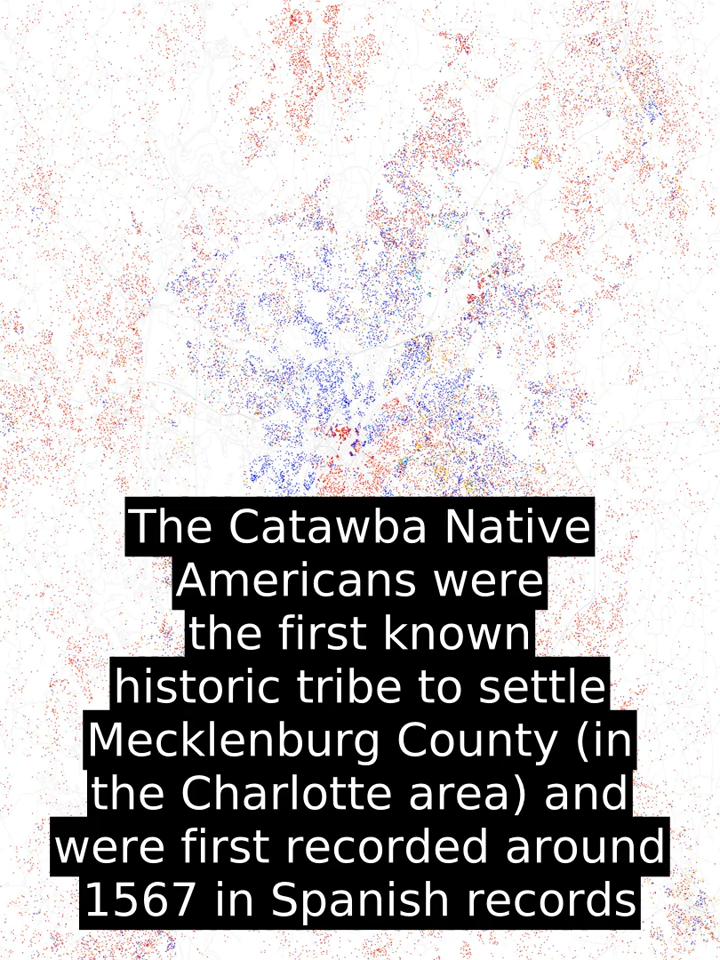 The Catawba Native
Americans were
the first known
historic tribe to settle
Mecklenburg County (in
the Charlotte area) and
were first recorded around
1567 in Spanish records